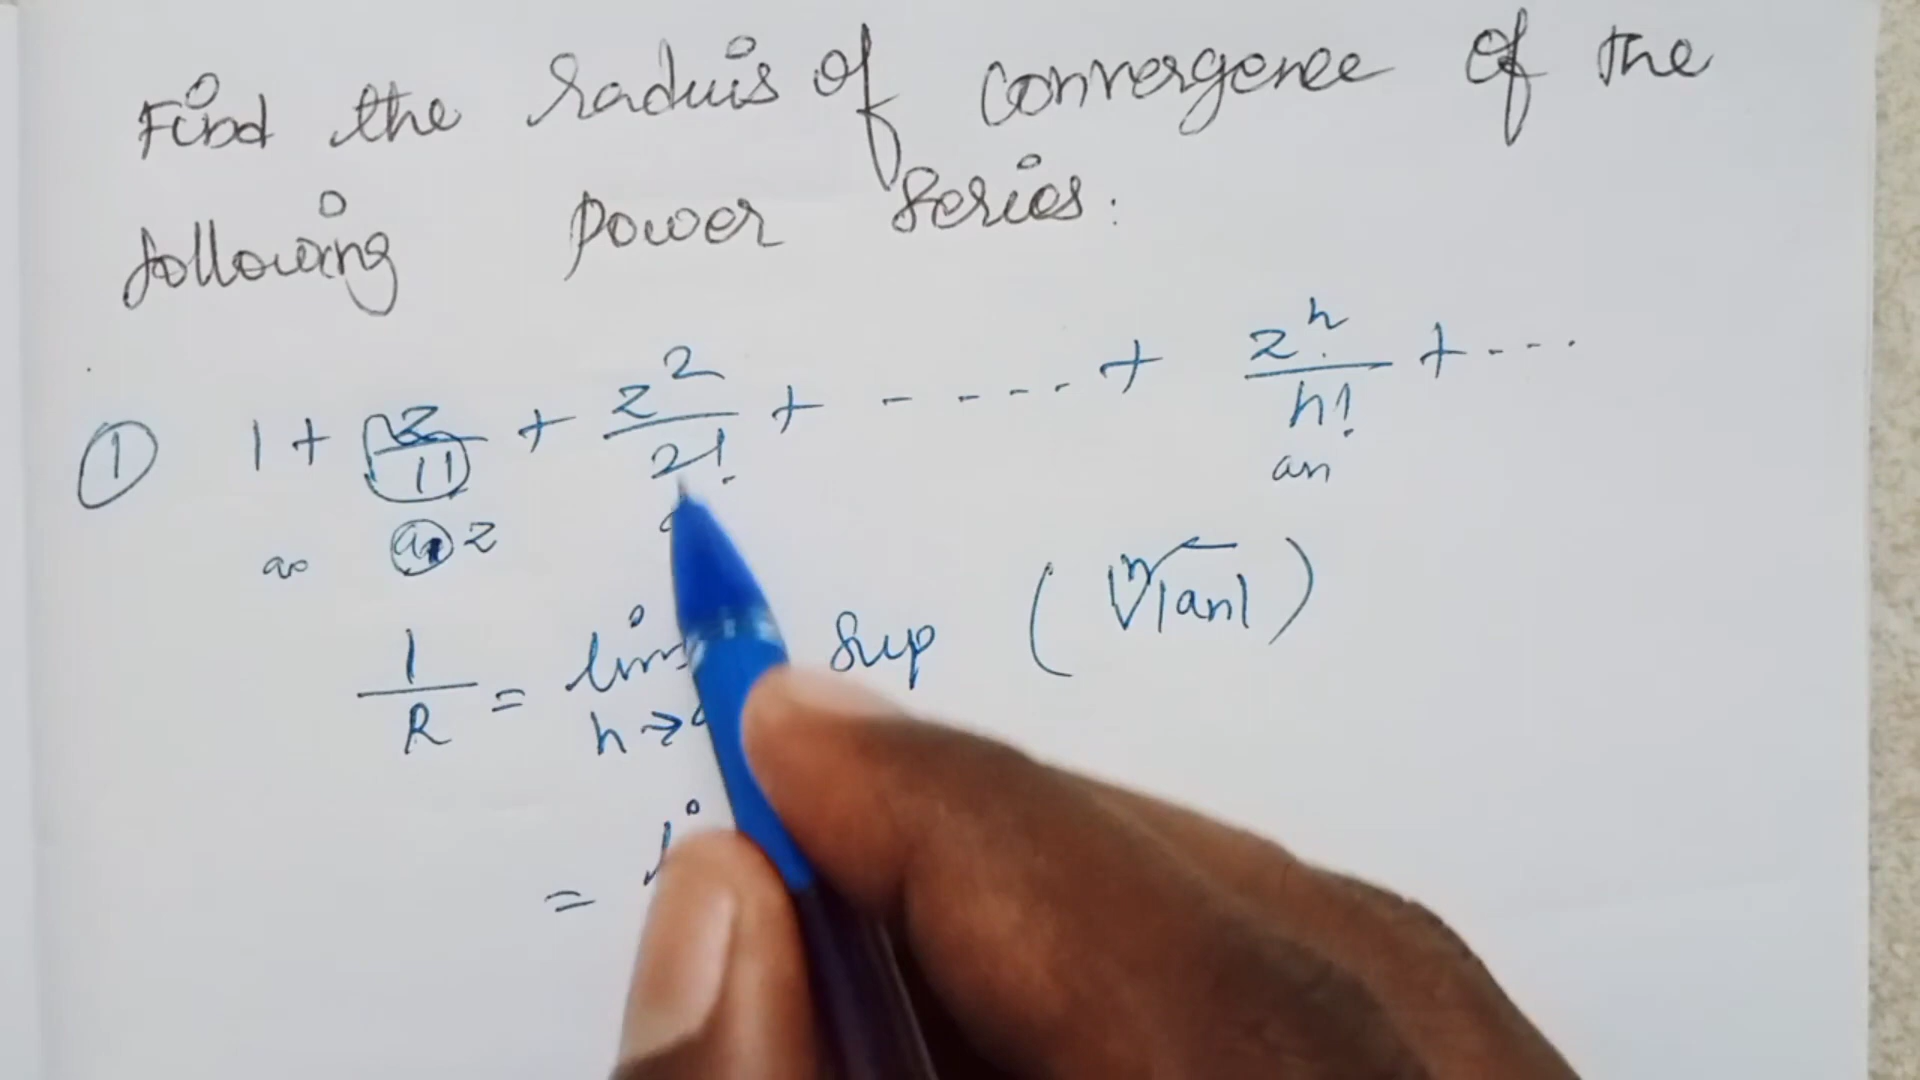 Find the radius of convergence of the
following power series:
① 1 + z/1! + z²/2! + - - - - - + zⁿ/n! + - - -
a₀ a₁z aₙ
1/R = lim sup (ⁿ√|aₙ|)
n →
=